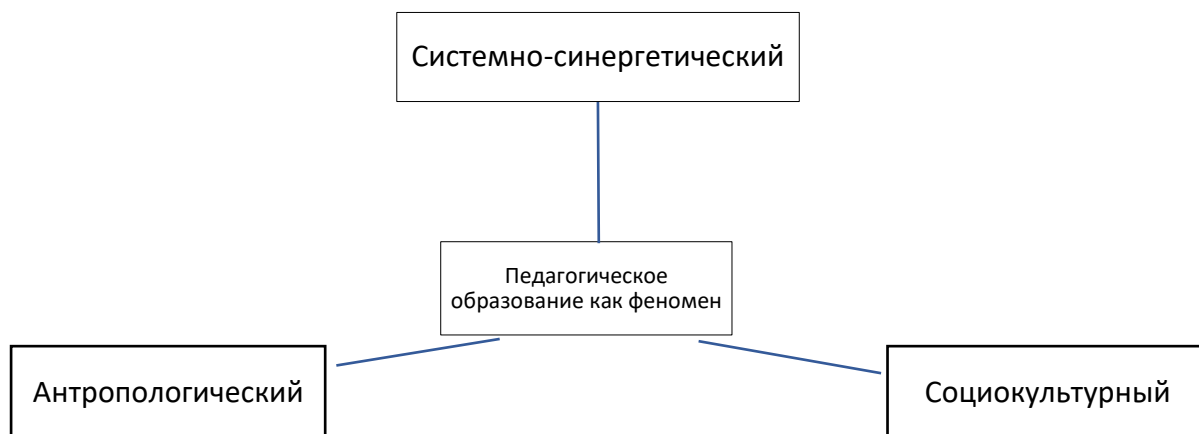 Системно-синергетический
Педагогическое
образование как феномен
Антропологический
Социокультурный